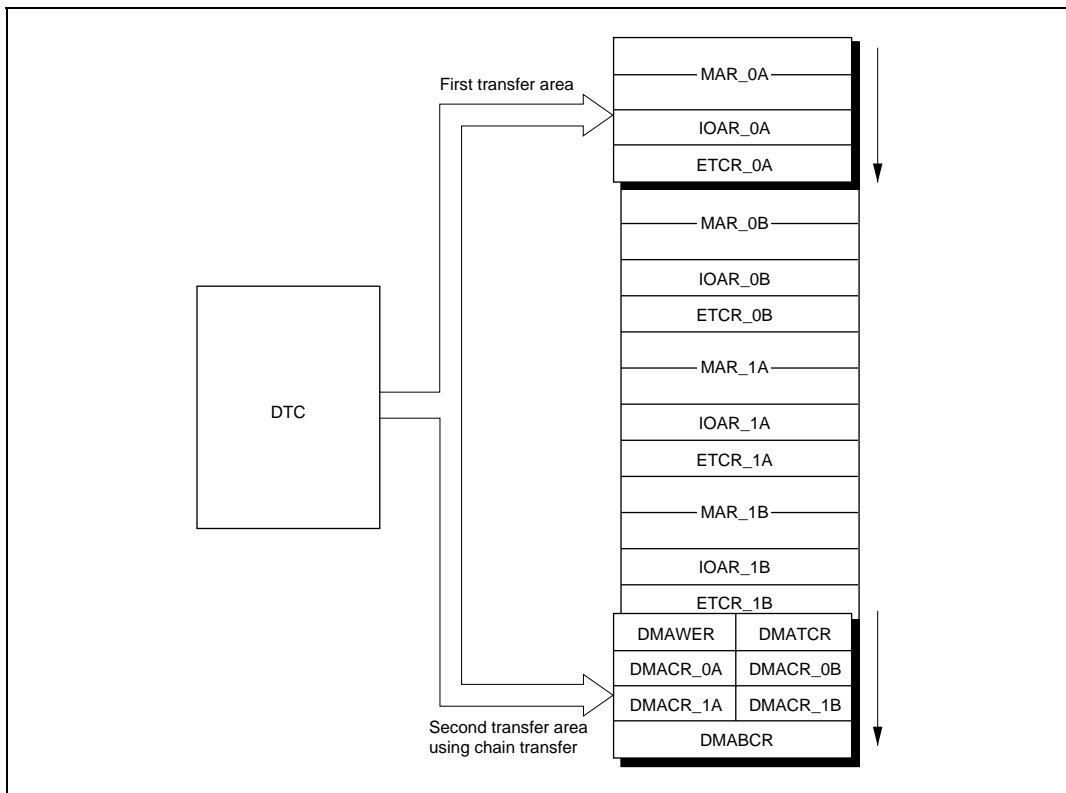 First transfer area
MAR_0A
IOAR_0A
ETCR_0A
MAR_0B
IOAR_0B
ETCR_0B
MAR_1A
DTC
IOAR_1A
ETCR_1A
MAR_1B
IOAR_1B
ETCR_1B
DMAWER DMATCR
DMACR_0A DMACR_0B
DMACR_1A DMACR_1B
Second transfer area
using chain transfer
DMABCR